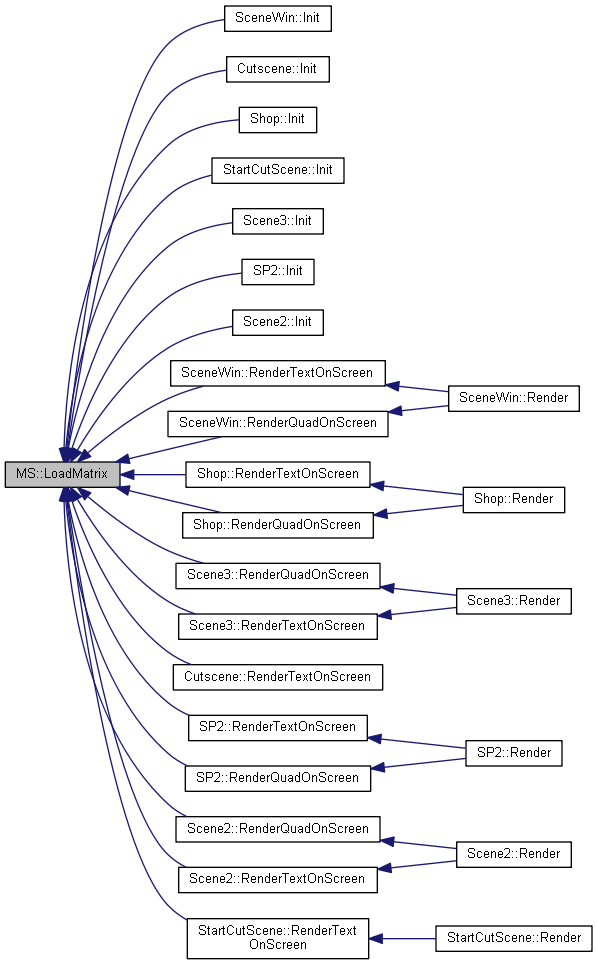 SceneWin::Init
Cutscene::Init
Shop::Init
StartCutScene::Init
Scene3::Init
SP2::Init
Scene2::Init
SceneWin::RenderTextOnScreen
SceneWin::Render
SceneWin::RenderQuadOnScreen
MS::LoadMatrix
Shop::RenderTextOnScreen
Shop::Render
Shop::RenderQuadOnScreen
Scene3::RenderQuadOnScreen
Scene3::Render
Scene3::RenderTextOnScreen
Cutscene::RenderTextOnScreen
SP2::RenderTextOnScreen
SP2::Render
SP2::RenderQuadOnScreen
Scene2::RenderQuadOnScreen
Scene2::Render
Scene2::RenderTextOnScreen
StartCutScene::RenderText
OnScreen
StartCutScene::Render